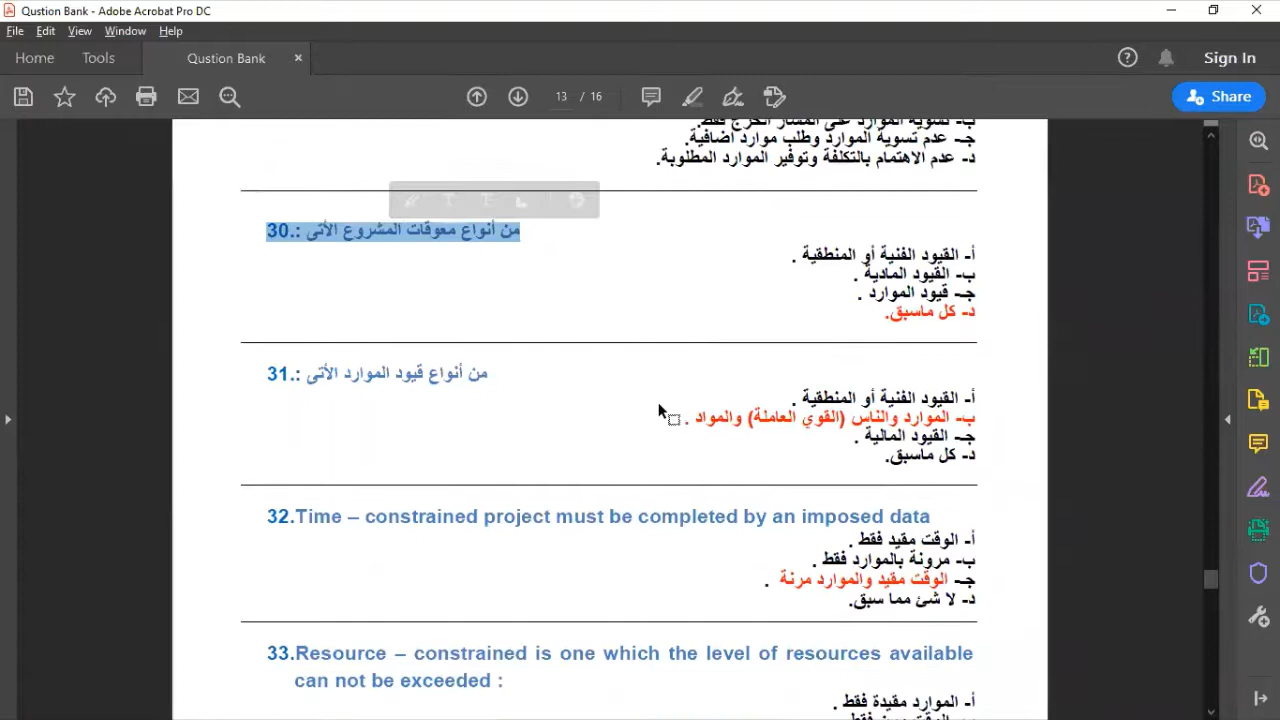 Qustion Bank - Adobe Acrobat Pro DC
File Edit View Window Help
Home Tools Qustion Bank × Sign In
13 / 16 Share
ب- تسوية الموارد على المسار الحرج فقط.
جـ- عدم تسوية الموارد وطلب موارد اضافية.
د- عدم الاهتمام بالتكلفة وتوفير الموارد المطلوبة.
30. من أنواع معوقات المشروع الأتى :
أ- القيود الفنية أو المنطقية .
ب- القيود المادية .
جـ- قيود الموارد .
د- كل ماسبق.
31. من أنواع قيود الموارد الأتى :
أ- القيود الفنية أو المنطقية .
ب- الموارد والناس (القوي العاملة) والمواد .
جـ- القيود المالية .
د- كل ماسبق.
32.Time – constrained project must be completed by an imposed data
أ- الوقت مقيد فقط .
ب- مرونة بالموارد فقط .
جـ- الوقت مقيد والموارد مرنة .
د- لا شئ مما سبق.
33.Resource – constrained is one which the level of resources available
can not be exceeded :
أ- الموارد مقيدة فقط .